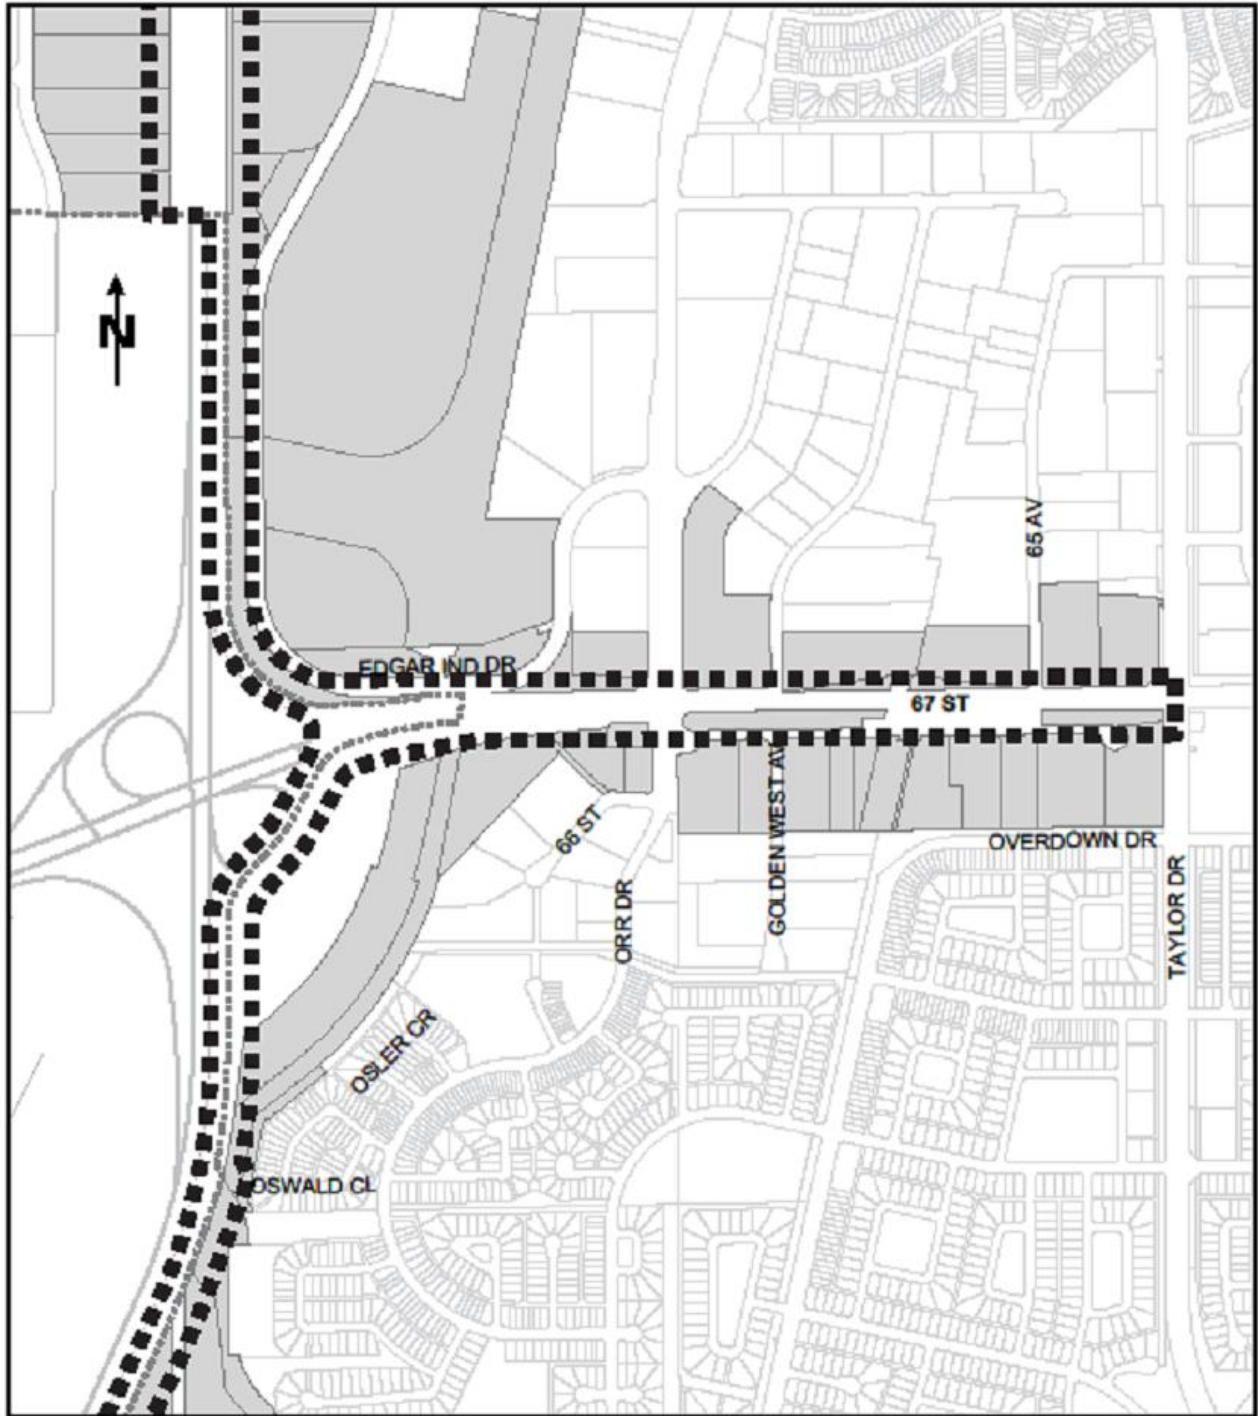 N
65 AV
EDGAR IND DR
67 ST
66 ST
GOLDEN WEST AV
OVERDOWN DR
ORR DR
TAYLOR DR
OSLER CR
OSWALD CL